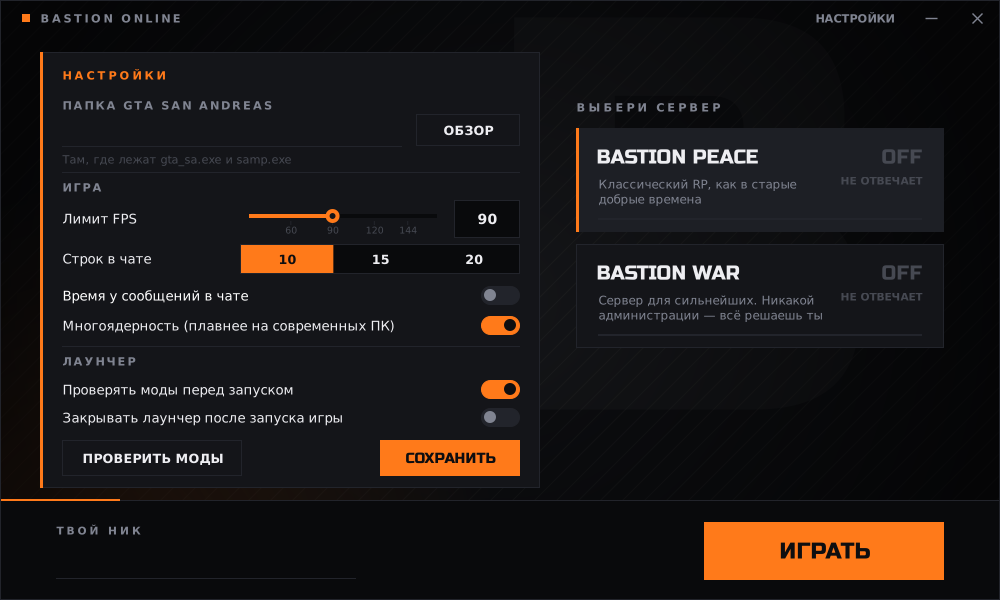 BASTION ONLINE
НАСТРОЙКИ
НАСТРОЙКИ
ПАПКА GTA SAN ANDREAS
ОБЗОР
Там, где лежат gta_sa.exe и samp.exe
ИГРА
Лимит FPS
90
60 90 120 144
Строк в чате
10 15 20
Время у сообщений в чате
Многоядерность (плавнее на современных ПК)
ЛАУНЧЕР
Проверять моды перед запуском
Закрывать лаунчер после запуска игры
ПРОВЕРИТЬ МОДЫ
СОХРАНИТЬ
ВЫБЕРИ СЕРВЕР
BASTION PEACE
OFF
Классический RP, как в старые
добрые времена
НЕ ОТВЕЧАЕТ
BASTION WAR
OFF
Сервер для сильнейших. Никакой
администрации — всё решаешь ты
НЕ ОТВЕЧАЕТ
ТВОЙ НИК
ИГРАТЬ